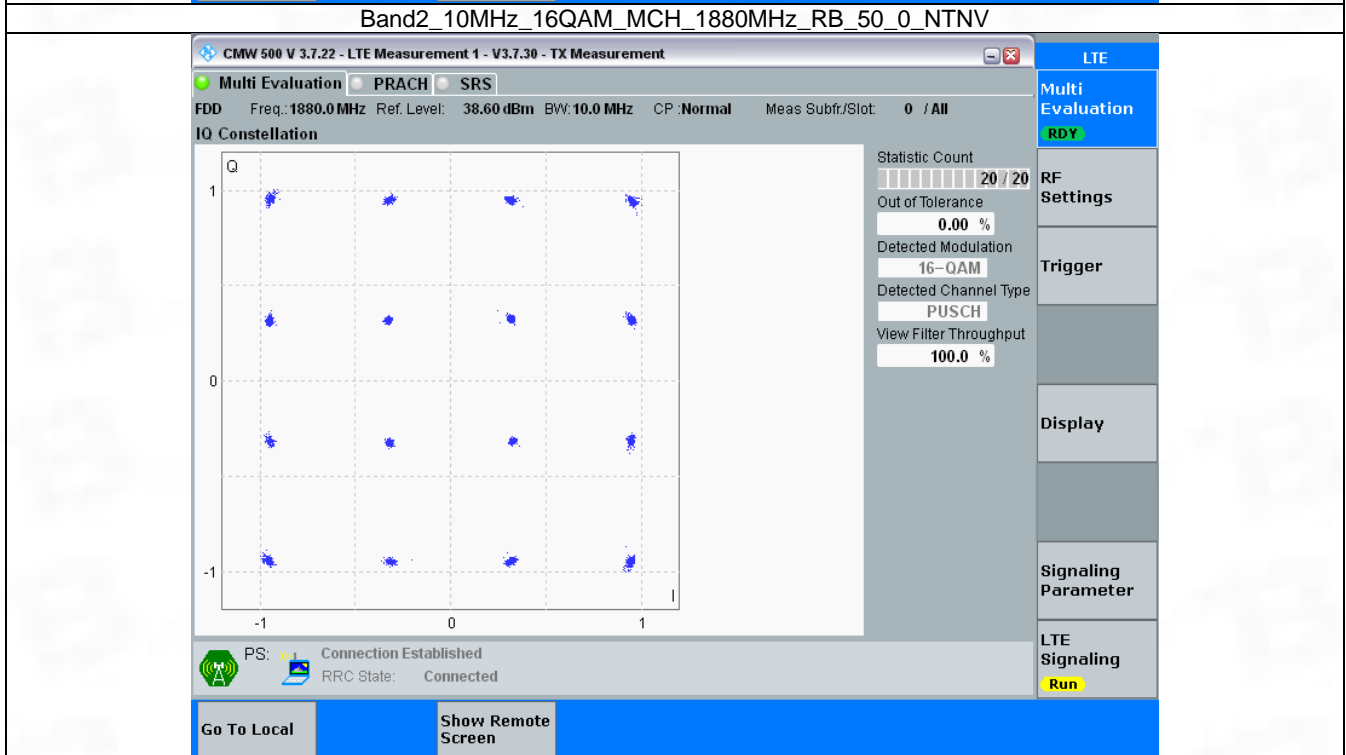 Band2_10MHz_16QAM_MCH_1880MHz_RB_50_0_NTNV
CMW 500 V 3.7.22 - LTE Measurement 1 - V3.7.30 - TX Measurement
LTE
Multi Evaluation PRACH SRS
Multi
Evaluation
RDY
FDD Freq.:1880.0 MHz Ref. Level: 38.60 dBm BW:10.0 MHz CP :Normal Meas Subfr./Slot: 0 / All
IQ Constellation
Q
1
0
-1
I
-1 0 1
Statistic Count
20 / 20
Out of Tolerance
0.00 %
Detected Modulation
16-QAM
Detected Channel Type
PUSCH
View Filter Throughput
100.0 %
RF
Settings
Trigger
Display
Signaling
Parameter
LTE
Signaling
Run
PS: Connection Established
RRC State: Connected
Go To Local
Show Remote
Screen